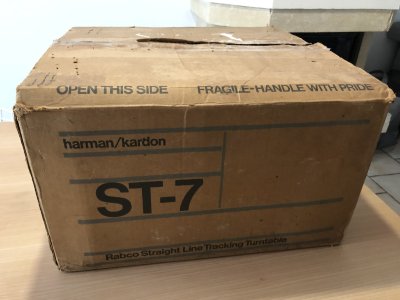 OPEN THIS SIDE FRAGILE-HANDLE WITH PRIDE
harman/kardon
ST-7
Rabco Straight Line Tracking Turntable